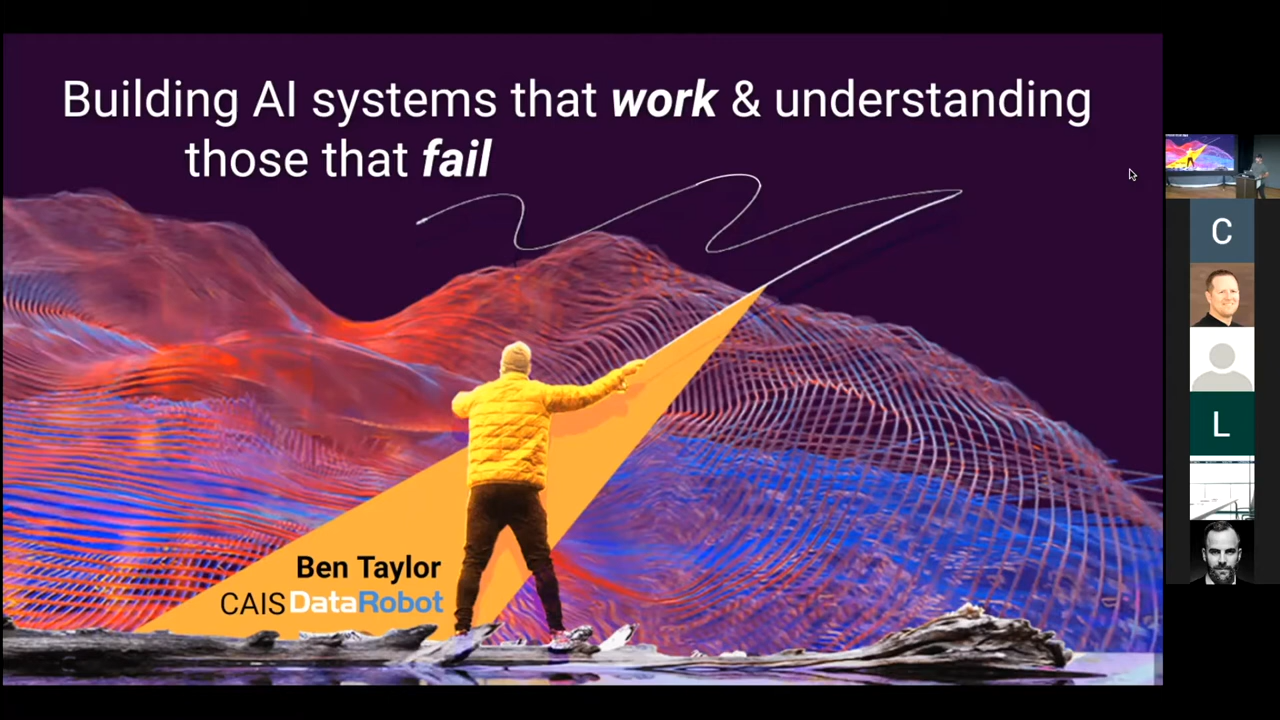 Building AI systems that work & understanding
those that fail
Ben Taylor
CAIS DataRobot
C
L